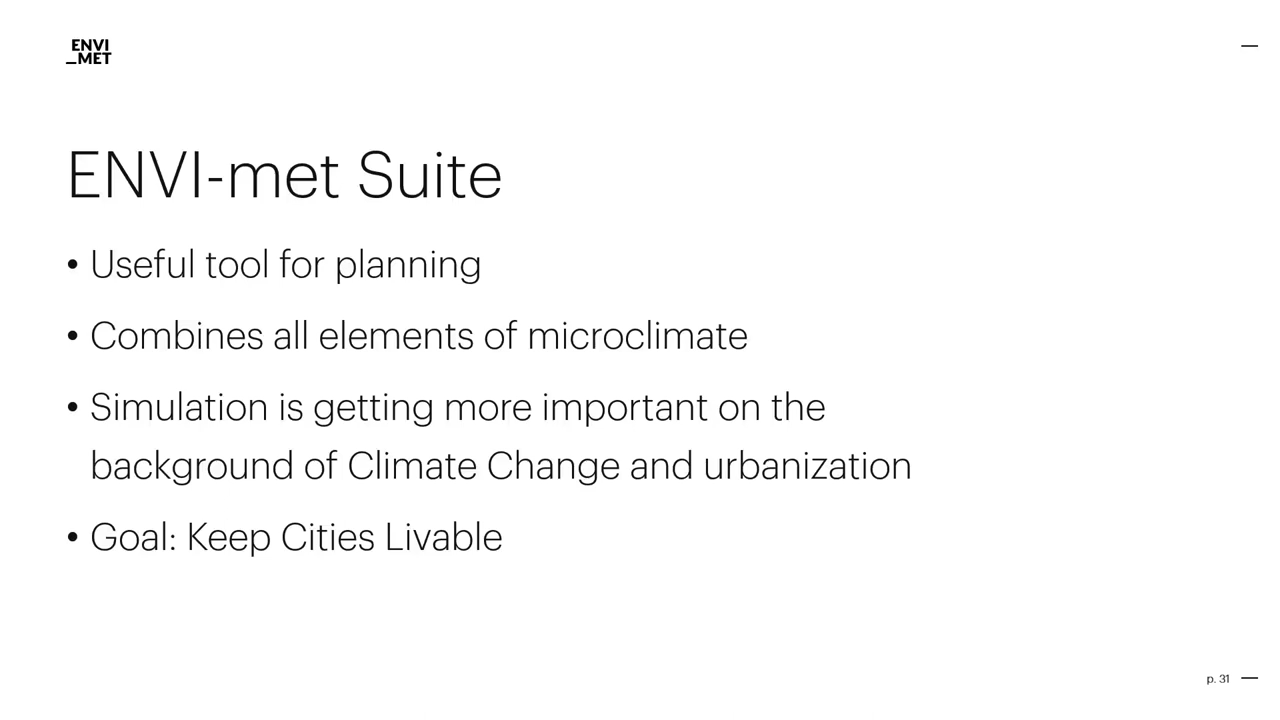 ENVI
_MET
ENVI-met Suite
• Useful tool for planning
• Combines all elements of microclimate
• Simulation is getting more important on the
background of Climate Change and urbanization
• Goal: Keep Cities Livable
p. 31